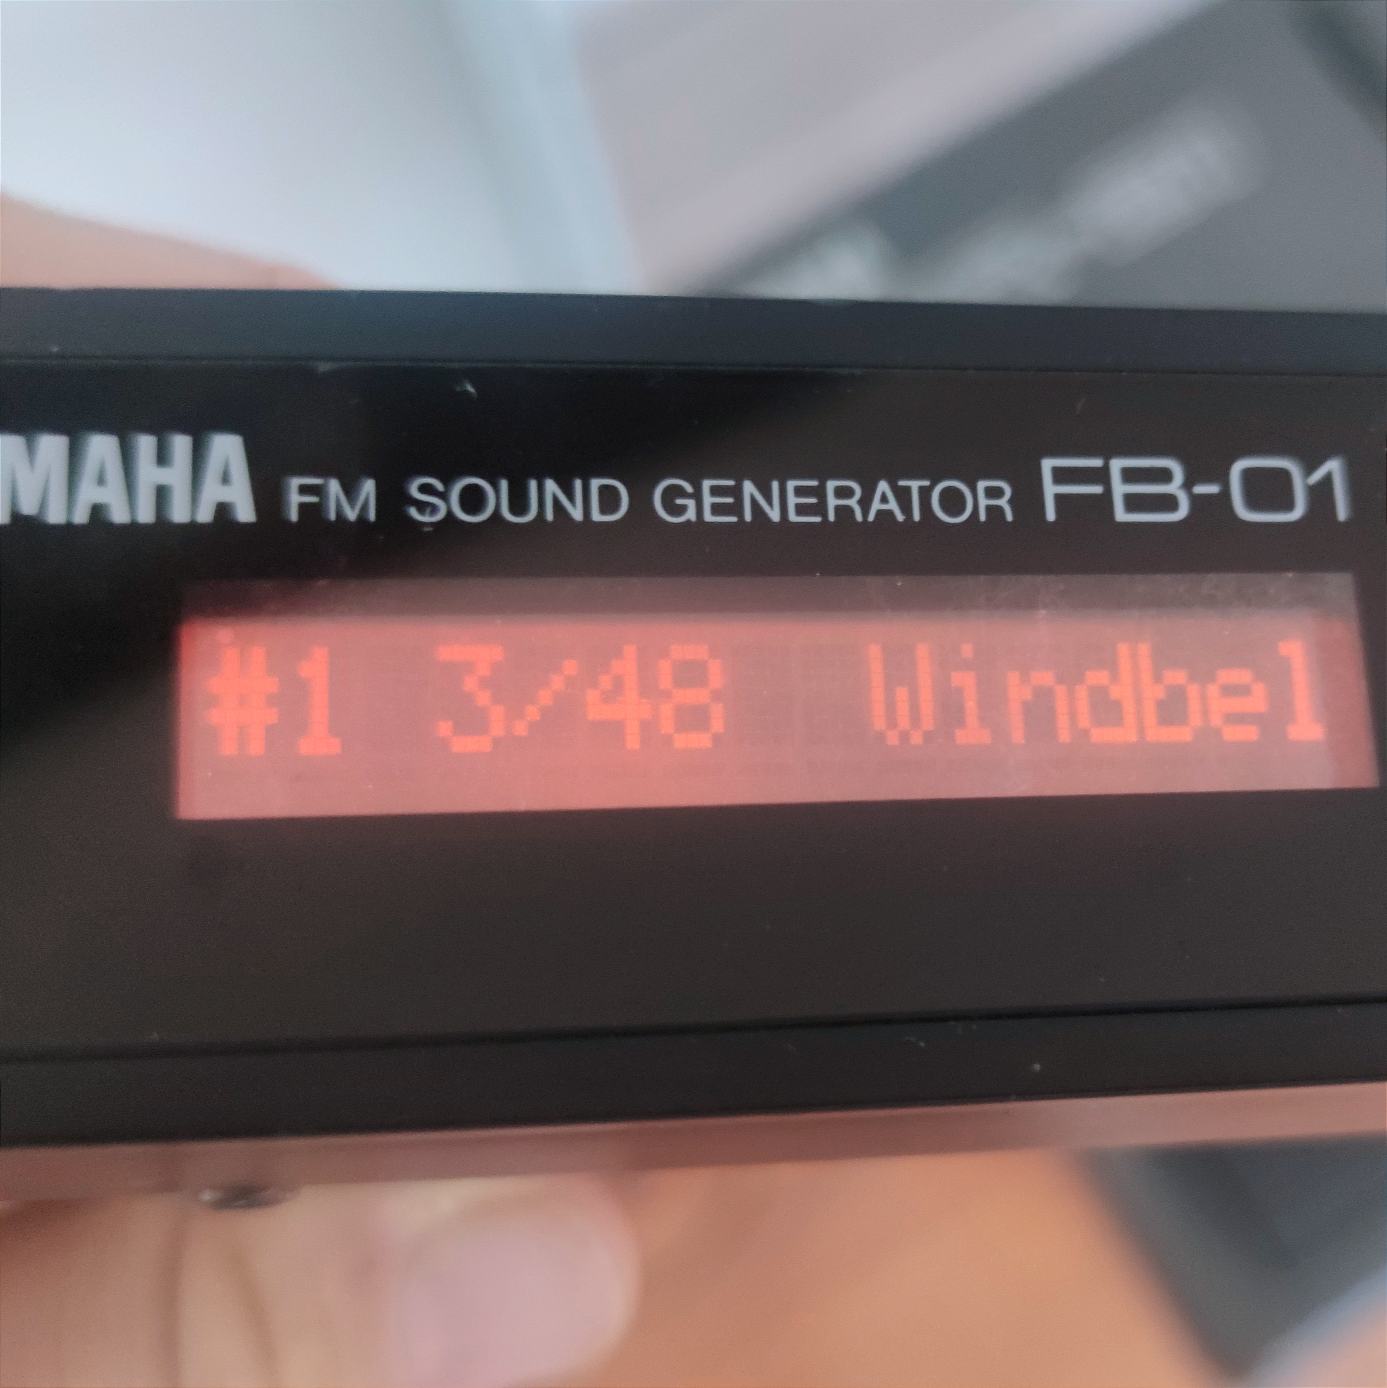 MAHA FM SOUND GENERATOR FB-01
#1 3/48 Windbel